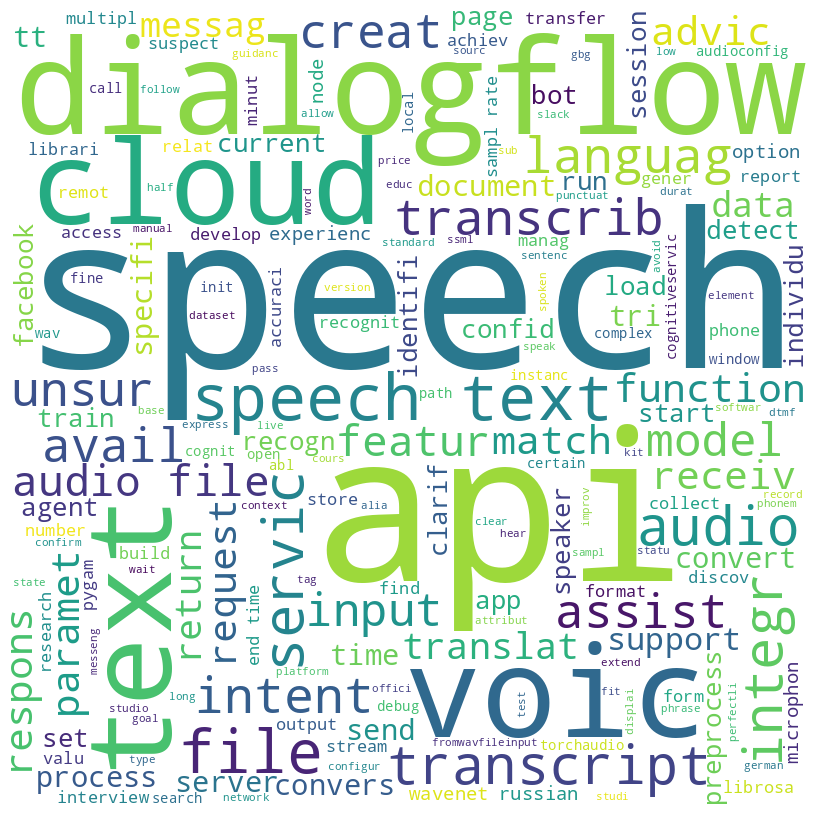 multipl
messag
creat
page
transfer
advic
tt
suspect
guidanc
achiev
sourc
gbg
low
audioconfig
dialogflow
call
follow
minut
node
allow
local
sampl rate
bot
slack
session
librari
relat
current
cloud
price
sub
languag
option
remot
half
word
educ
document
run
gener
report
punctuat
durat
access
manual
develop
experienc
transcrib
data
standard
ssml
manag
sentenc
avoid
detect
speech
facebook
fine
specifi
init
accuraci
identifi
load
cognitiveservic
element
individu
wav
dataset
version
recognit
confid
spoken
tri
complex
phone
window
pass
speak
unsur
base
speech text
path
instanc
function
train
express
live
start
softwar
dtmf
avail
cognit
recogn
open
featur
match
kit
model
audio file
abl
cours
certain
receiv
record
agent
store
alia
api
improv
collect
phonem
number
text
context
clarif
clear
hear
speaker
audio
confirm
build
return
request
servic
tag
sampl
statu
convert
state
wait
pygam
find
format
discov
respons
research
paramet
messeng
end time
input
app
attribut
assist
integr
time
translat
extend
support
long
studio
goal
platform
intent
offici
voic
test
fit
displai
form
phrase
preprocess
perfectli
microphon
set
file
output
debug
send
valu
type
server
stream
fromwavfileinput
torchaudio
german
process
convers
configur
transcript
librosa
interview
search
network
wavenet
russian
studi